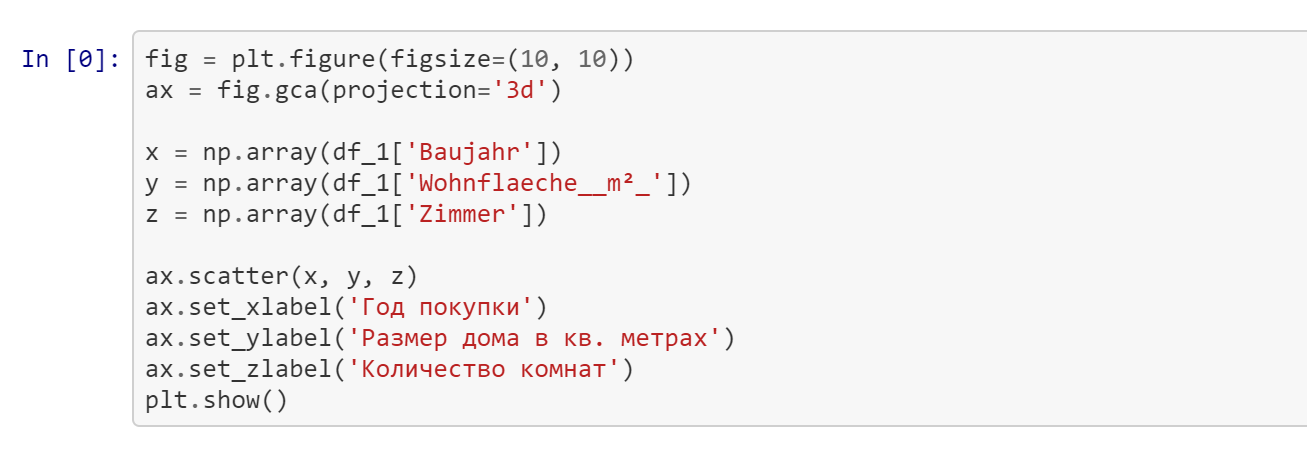 In [0]: fig = plt.figure(figsize=(10, 10))
ax = fig.gca(projection='3d')
x = np.array(df_1['Baujahr'])
y = np.array(df_1['Wohnflaeche__m²_'])
z = np.array(df_1['Zimmer'])
ax.scatter(x, y, z)
ax.set_xlabel('Год покупки')
ax.set_ylabel('Размер дома в кв. метрах')
ax.set_zlabel('Количество комнат')
plt.show()